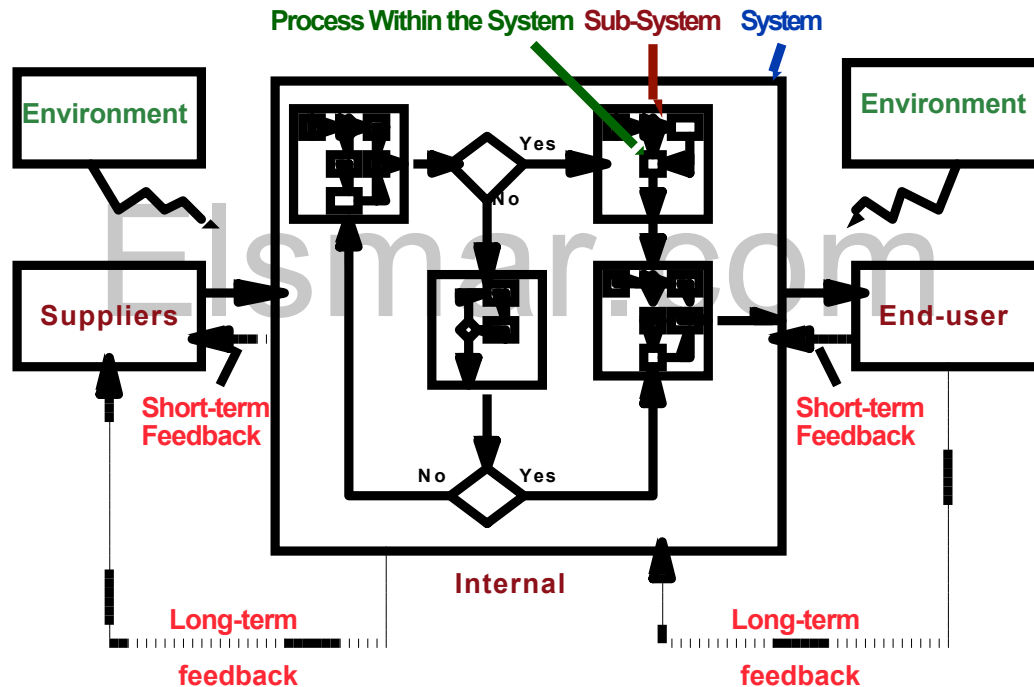 Process Within the System Sub-System System
Environment
Environment
Yes
No
Elsmar.com
Suppliers
End-user
Short-term
Feedback
Short-term
Feedback
No
Yes
Internal
Long-term
feedback
Long-term
feedback